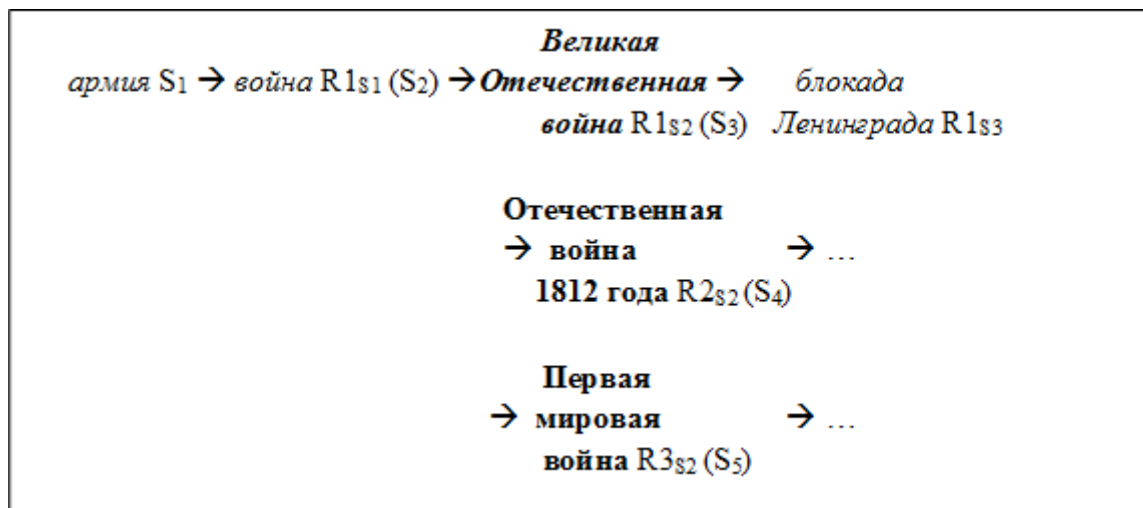 Великая
армия S1 → война R1S1 (S2) → Отечественная → блокада
война R1S2 (S3) Ленинграда R1S3
Отечественная
→ война → …
1812 года R2S2 (S4)
Первая
→ мировая → …
война R3S2 (S5)